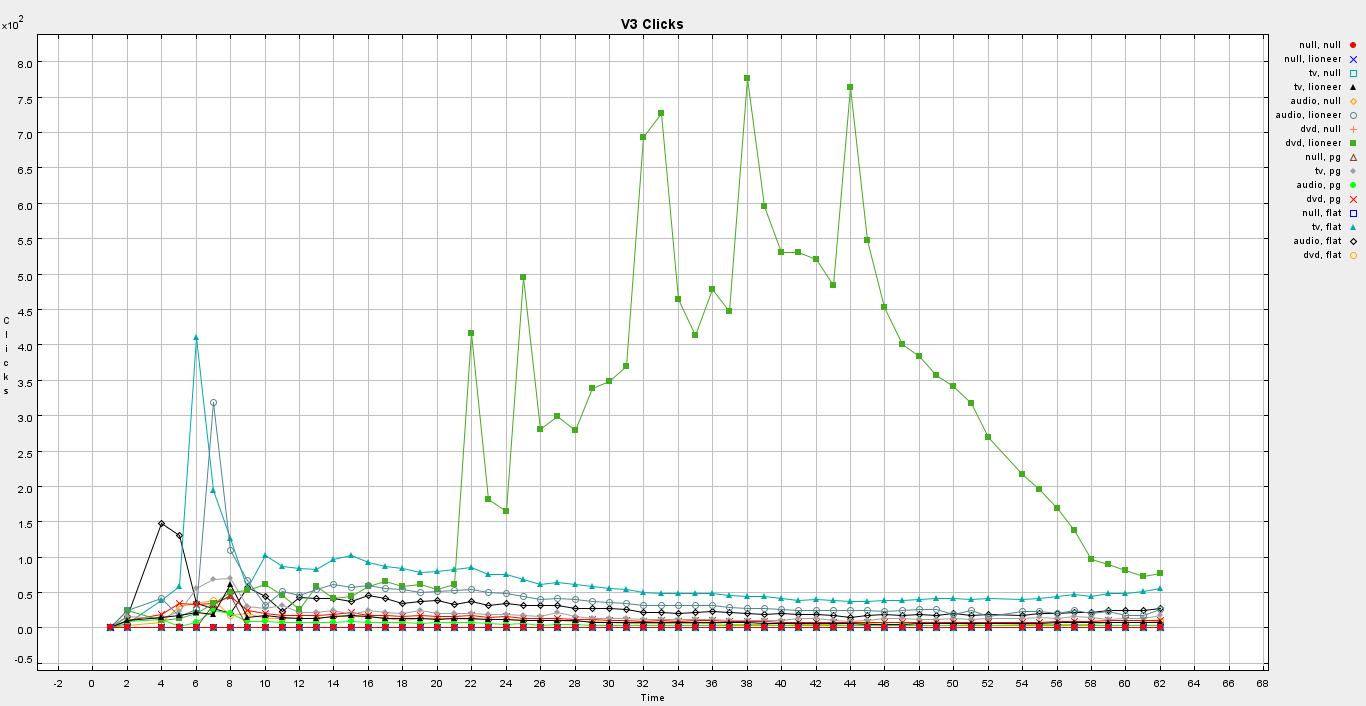 V3 Clicks
x10²
8.0
7.5
7.0
6.5
6.0
5.5
5.0
4.5
4.0
3.5
3.0
2.5
2.0
1.5
1.0
0.5
0.0
-0.5
Clicks
-2 0 2 4 6 8 10 12 14 16 18 20 22 24 26 28 30 32 34 36 38 40 42 44 46 48 50 52 54 56 58 60 62 64 66 68
Time
null, null
null, lioneer
tv, null
tv, lioneer
audio, null
audio, lioneer
dvd, null
dvd, lioneer
null, pg
tv, pg
audio, pg
dvd, pg
null, flat
tv, flat
audio, flat
dvd, flat